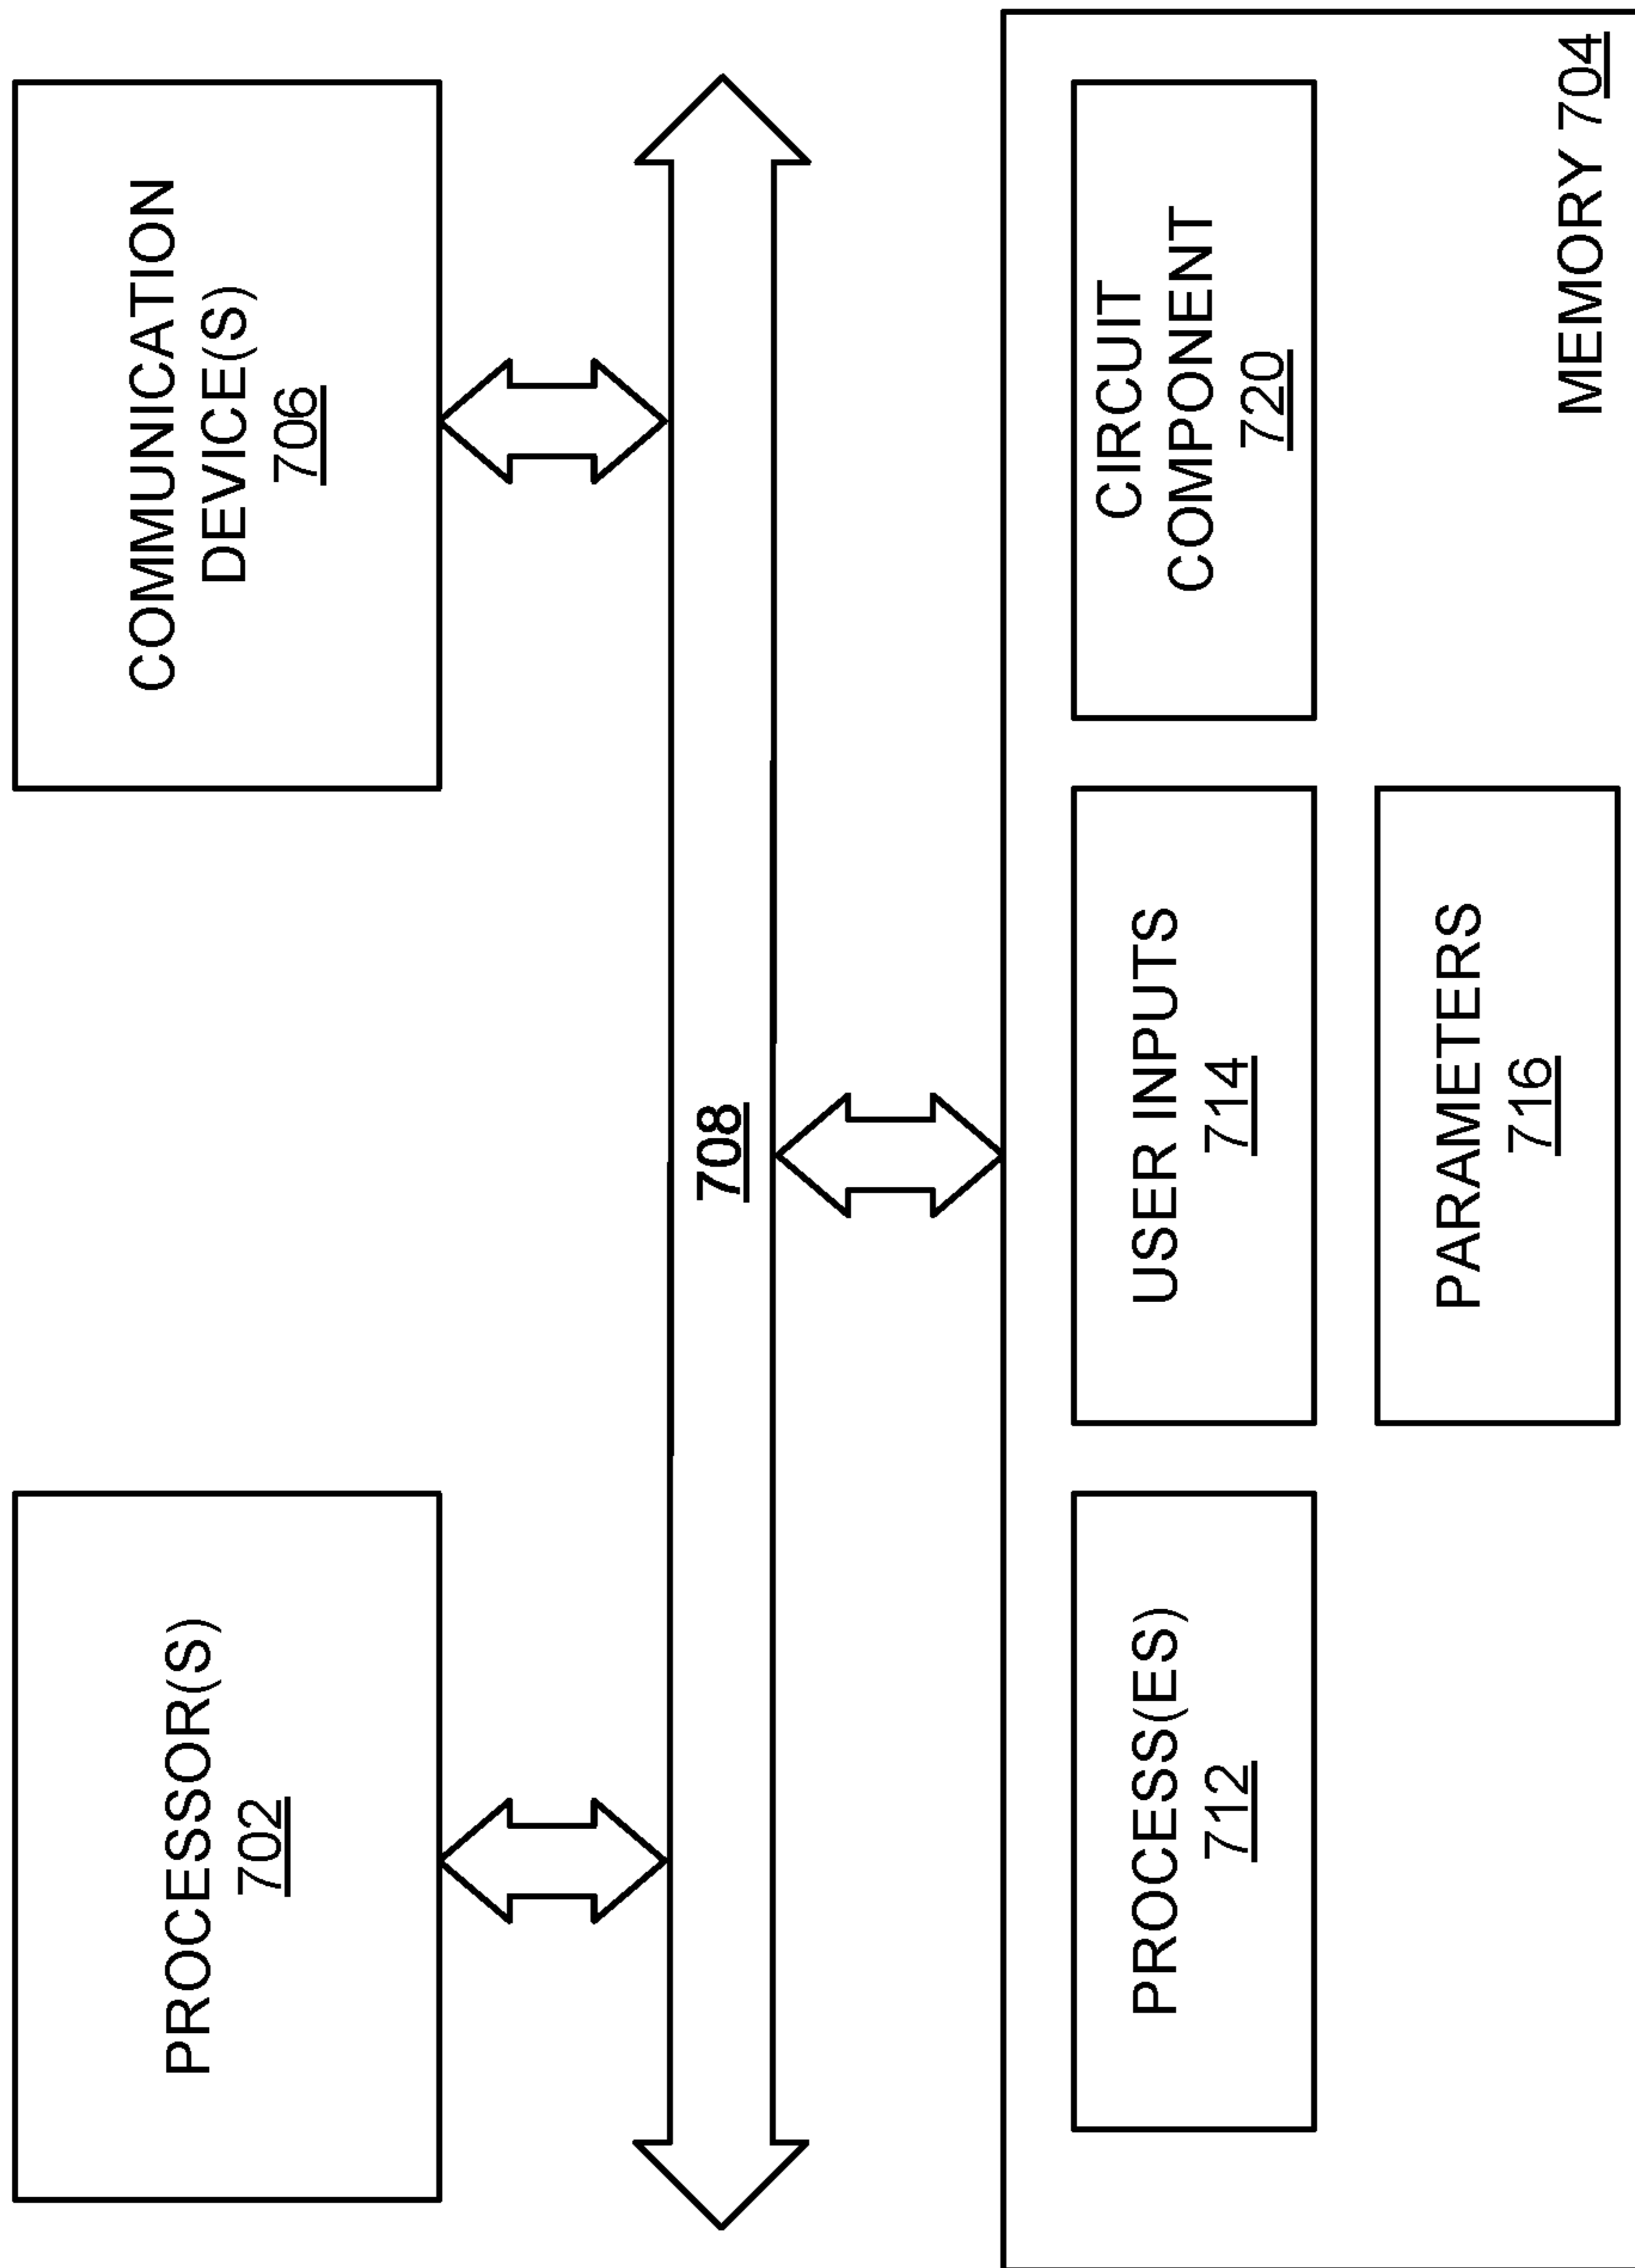 PROCESSOR(S)
702
COMMUNICATION
DEVICE(S)
706
708
PROCESS(ES)
712
USER INPUTS
714
CIRCUIT
COMPONENT
720
PARAMETERS
716
MEMORY 704